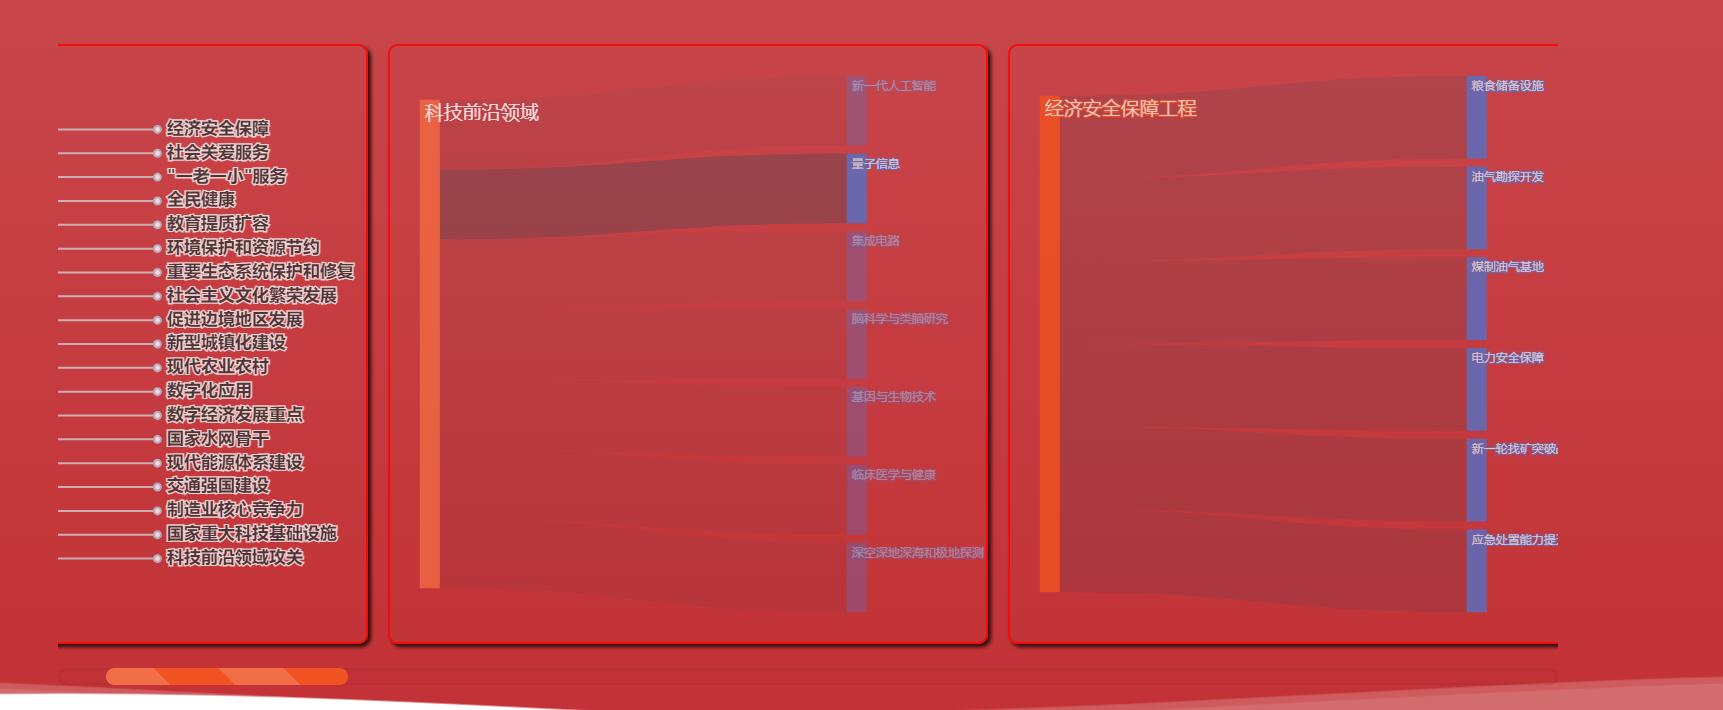 经济安全保障
社会关爱服务
"一老一小"服务
全民健康
教育提质扩容
环境保护和资源节约
重要生态系统保护和修复
社会主义文化繁荣发展
促进边境地区发展
新型城镇化建设
现代农业农村
数字化应用
数字经济发展重点
国家水网骨干
现代能源体系建设
交通强国建设
制造业核心竞争力
国家重大科技基础设施
科技前沿领域攻关
科技前沿领域
新一代人工智能
量子信息
集成电路
脑科学与类脑研究
基因与生物技术
临床医学与健康
深空深地深海和极地探测
经济安全保障工程
粮食储备设施
油气勘探开发
煤制油气基地
电力安全保障
新一轮找矿突破
应急处置能力提